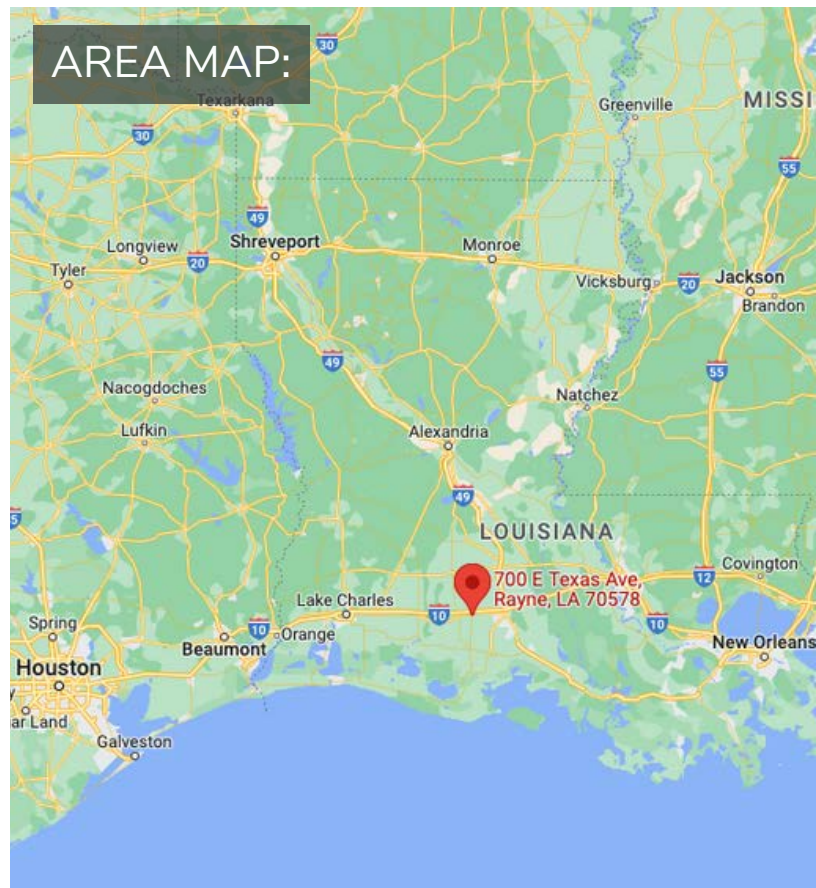 AREA MAP:
30
Texarkana
Greenville
MISSI
30
55
49
Shreveport
Longview
Monroe
20
Tyler
Vicksburg
20
Jackson
Brandon
49
55
Nacogdoches
Natchez
Lufkin
Alexandria
49
5
LOUISIANA
Covington
12
700 E Texas Ave,
Rayne, LA 70578
Lake Charles
10
Spring
10
Orange
10
Beaumont
New Orleans
Houston
y
ar Land
Galveston